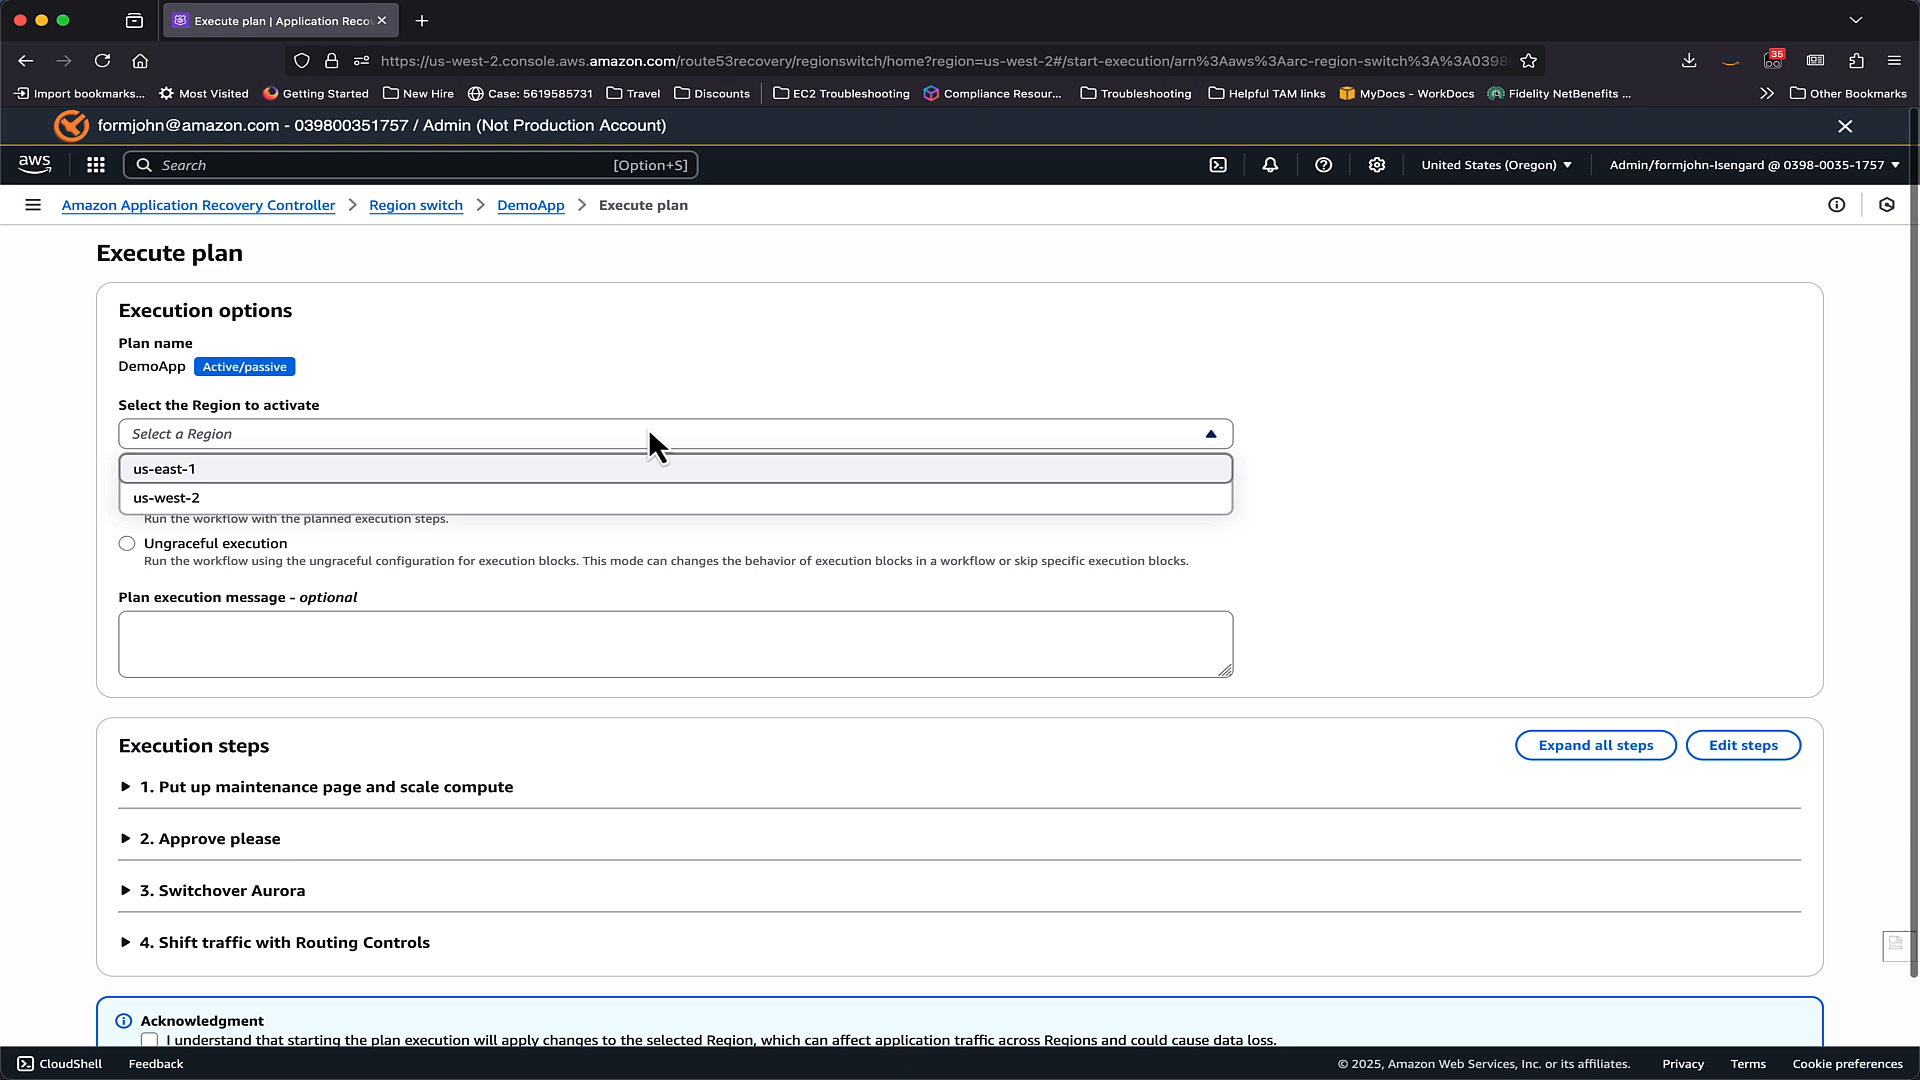 Execute plan | Application Reco
https://us-west-2.console.aws.amazon.com/route53recovery/regionswitch/home?region=us-west-2#/start-execution/arn%3Aaws%3Aarc-region-switch%3A%3A0398
35
Import bookmarks... Most Visited Getting Started New Hire Case: 5619585731 Travel Discounts EC2 Troubleshooting Compliance Resour... Troubleshooting Helpful TAM links MyDocs - WorkDocs Fidelity NetBenefits ... Other Bookmarks
formjohn@amazon.com - 039800351757 / Admin (Not Production Account)
aws Search [Option+S] United States (Oregon) Admin/formjohn-Isengard @ 0398-0035-1757
Amazon Application Recovery Controller > Region switch > DemoApp > Execute plan
Execute plan
Execution options
Plan name
DemoApp Active/passive
Select the Region to activate
Select a Region
us-east-1
us-west-2
Run the workflow with the planned execution steps.
Ungraceful execution
Run the workflow using the ungraceful configuration for execution blocks. This mode can changes the behavior of execution blocks in a workflow or skip specific execution blocks.
Plan execution message - optional
Execution steps
Expand all steps
Edit steps
1. Put up maintenance page and scale compute
2. Approve please
3. Switchover Aurora
4. Shift traffic with Routing Controls
Acknowledgment
I understand that starting the plan execution will apply changes to the selected Region, which can affect application traffic across Regions and could cause data loss.
CloudShell Feedback © 2025, Amazon Web Services, Inc. or its affiliates. Privacy Terms Cookie preferences